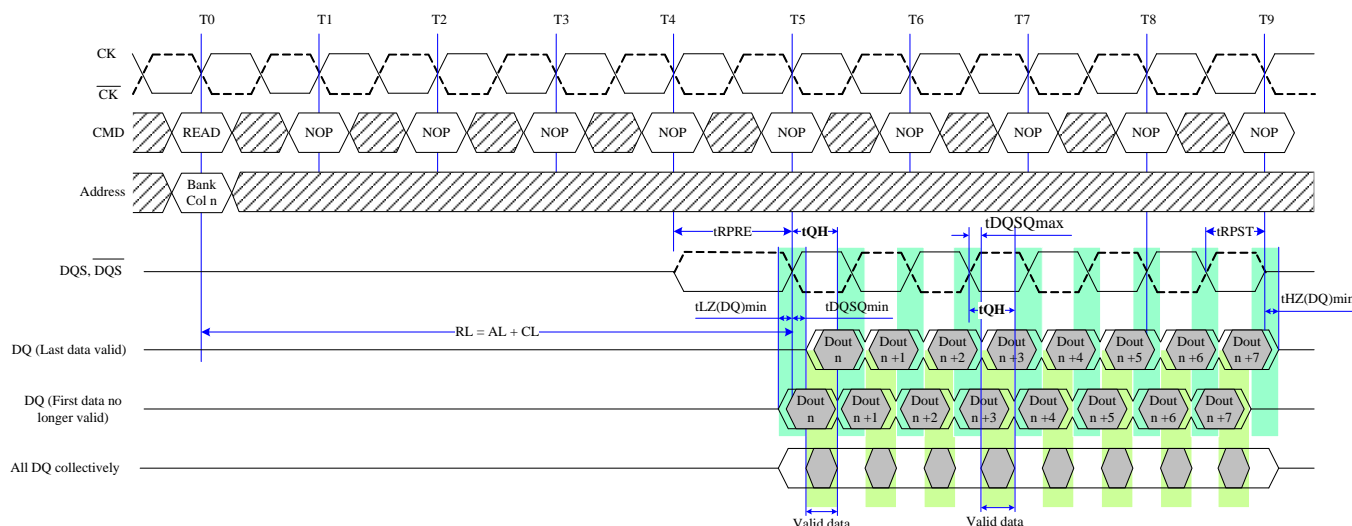 T0 T1 T2 T3 T4 T5 T6 T7 T8 T9
CK
CK
CMD READ NOP NOP NOP NOP NOP NOP NOP NOP NOP
Address Bank
Col n
tRPRE tQH tDQSQmax tRPST
DQS, DQS
tLZ(DQ)min tDQSQmin tQH tHZ(DQ)min
RL = AL + CL
DQ (Last data valid)
Dout Dout Dout Dout Dout Dout Dout Dout
n n +1 n +2 n +3 n +4 n +5 n +6 n +7
DQ (First data no
longer valid)
Dout Dout Dout Dout Dout Dout Dout Dout
n n +1 n +2 n +3 n +4 n +5 n +6 n +7
All DQ collectively
Valid data Valid data